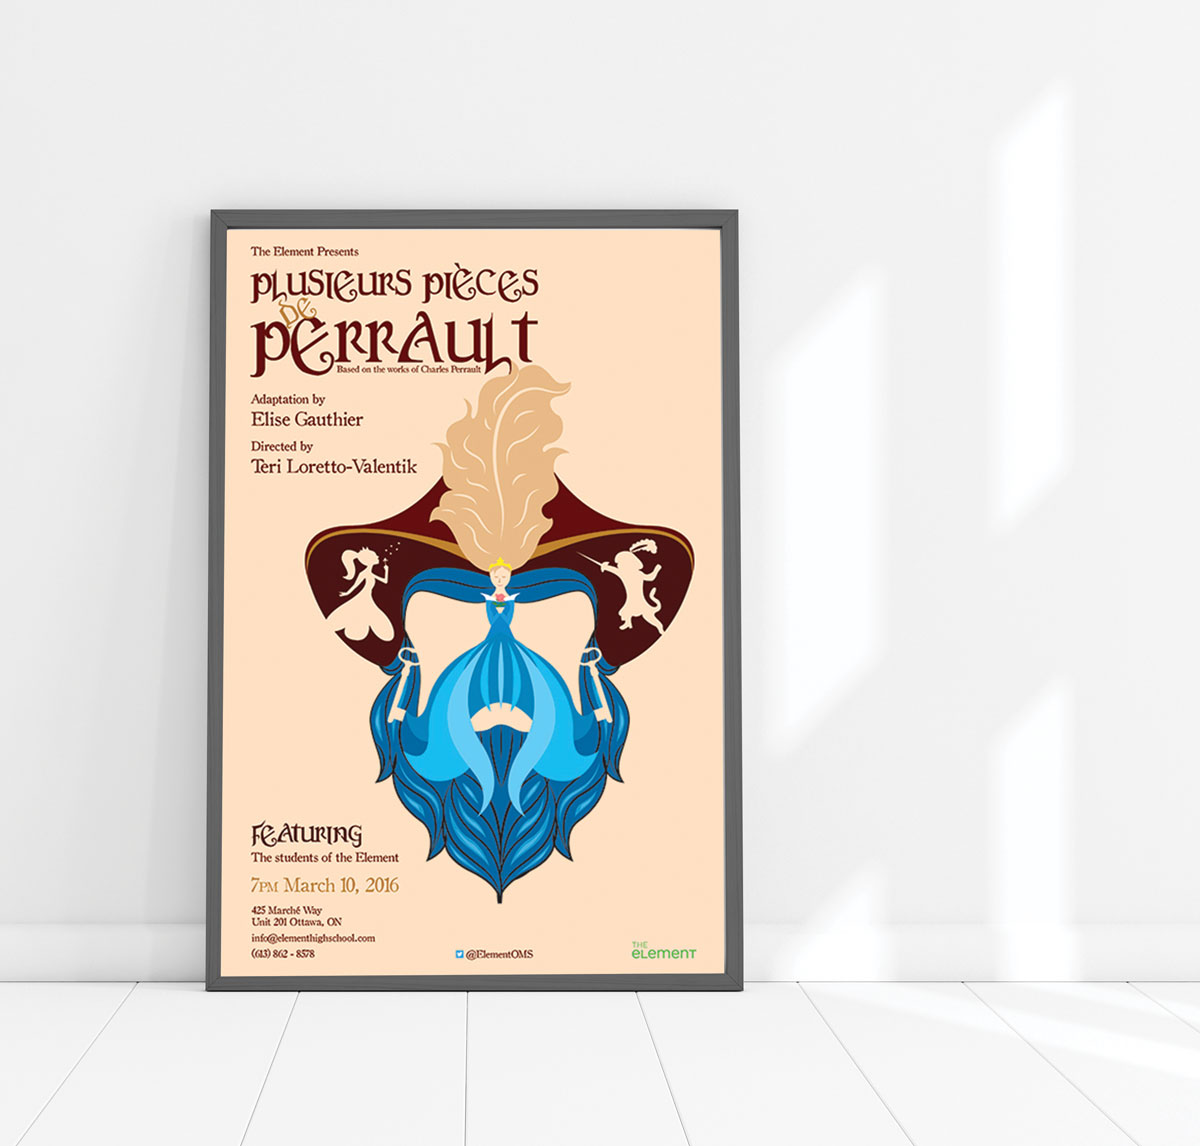 The Element Presents
PLUSIEURS PIÈCES
DE
PERRAULT
Based on the works of Charles Perrault
Adaptation by
Elise Gauthier
Directed by
Teri Loretto-Valentik
FEATURING
The students of the Element
7PM March 10, 2016
425 Marché Way
Unit 201 Ottawa, ON
info@elementhighschool.com
(613) 862 - 8578
@ElementOMS
THE
ELEMENT